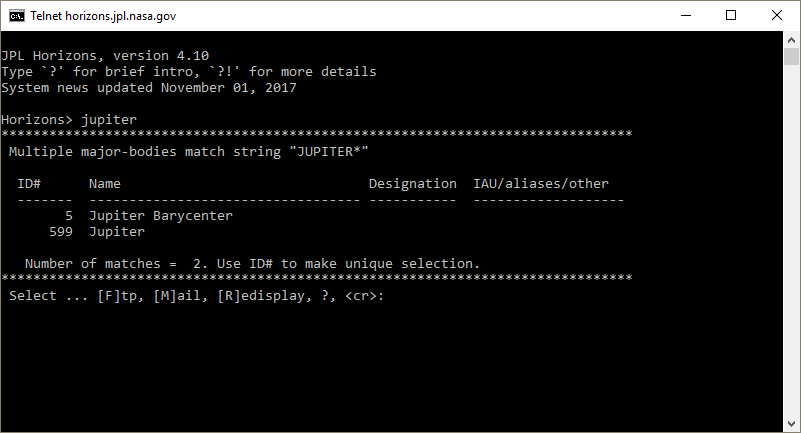 Telnet horizons.jpl.nasa.gov
JPL Horizons, version 4.10
Type `?' for brief intro, `?!' for more details
System news updated November 01, 2017
Horizons> jupiter
*******************************************************************************
Multiple major-bodies match string "JUPITER*"
ID# Name Designation IAU/aliases/other
------- ---------------------------------- ----------- -------------------
5 Jupiter Barycenter
599 Jupiter
Number of matches = 2. Use ID# to make unique selection.
*******************************************************************************
Select ... [F]tp, [M]ail, [R]edisplay, ?, <cr>: